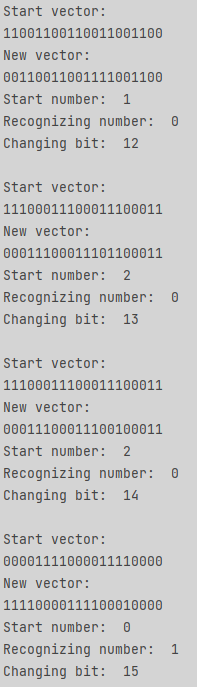 Start vector:
11001100110011001100
New vector:
00110011001111001100
Start number:  1
Recognizing number:  0
Changing bit:  12
Start vector:
11100011100011100011
New vector:
00011100011101100011
Start number:  2
Recognizing number:  0
Changing bit:  13
Start vector:
11100011100011100011
New vector:
00011100011100100011
Start number:  2
Recognizing number:  0
Changing bit:  14
Start vector:
00001111000011110000
New vector:
11110000111100010000
Start number:  0
Recognizing number:  1
Changing bit:  15